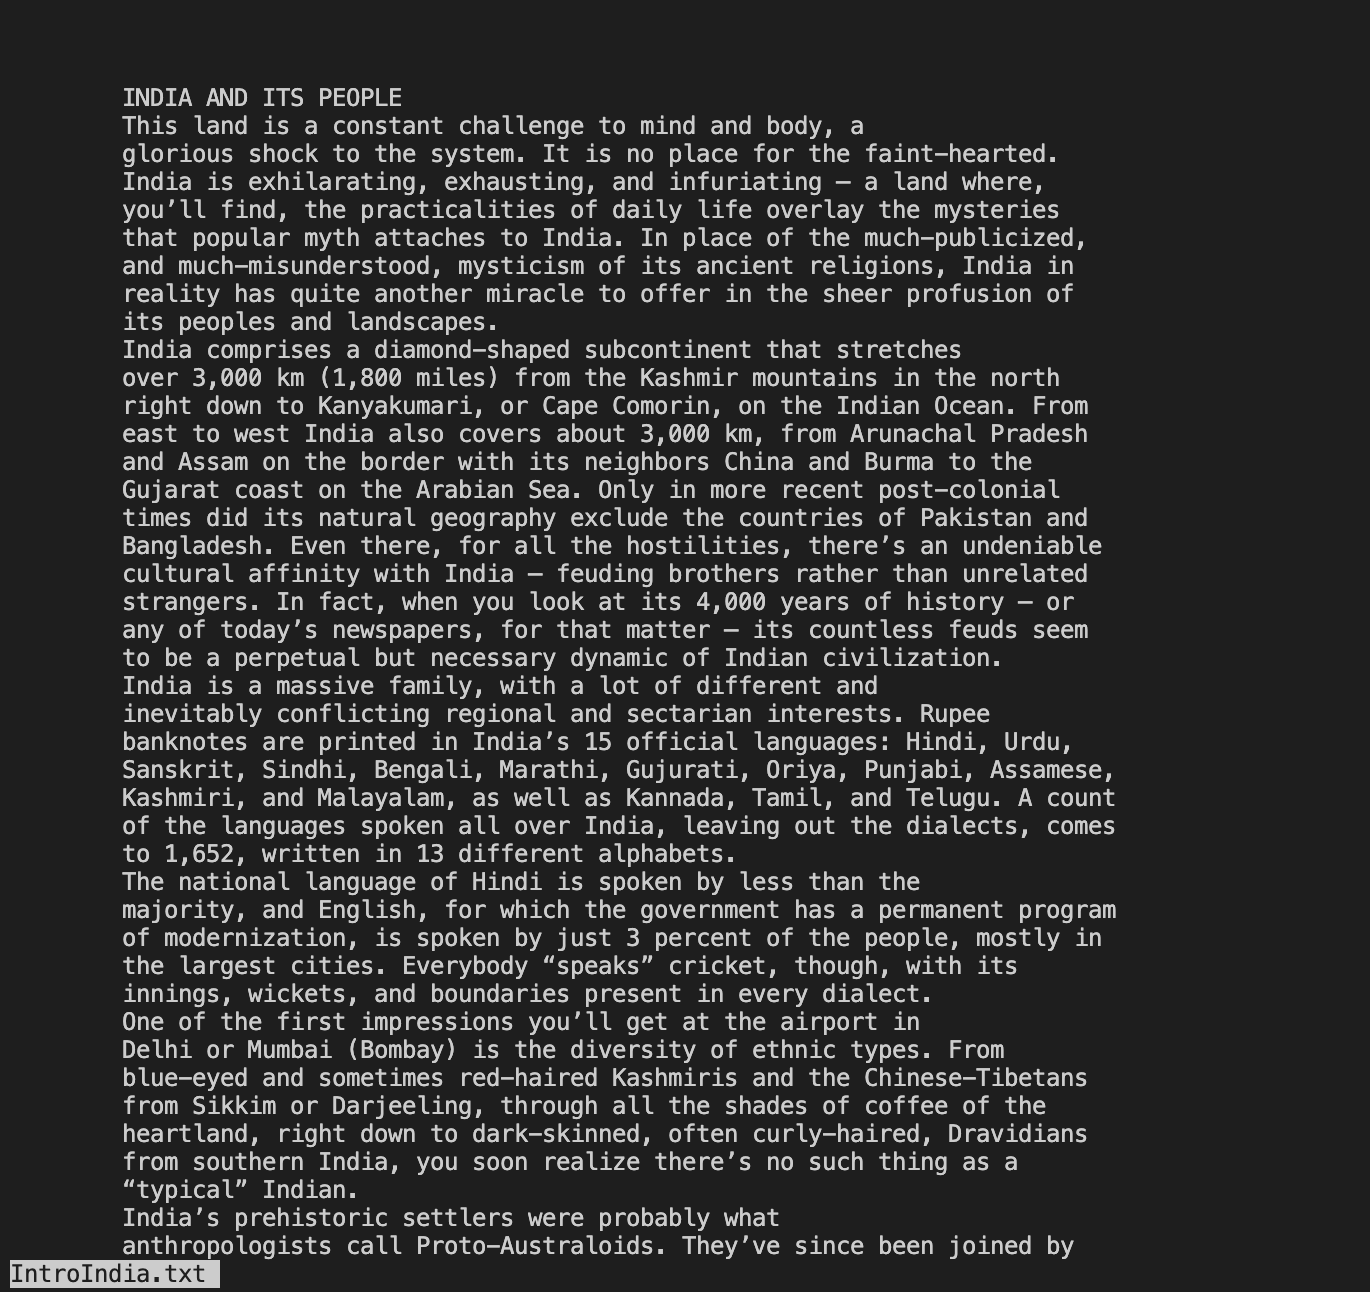 INDIA AND ITS PEOPLE
This land is a constant challenge to mind and body, a
glorious shock to the system. It is no place for the faint-hearted.
India is exhilarating, exhausting, and infuriating — a land where,
you’ll find, the practicalities of daily life overlay the mysteries
that popular myth attaches to India. In place of the much-publicized,
and much-misunderstood, mysticism of its ancient religions, India in
reality has quite another miracle to offer in the sheer profusion of
its peoples and landscapes.
India comprises a diamond-shaped subcontinent that stretches
over 3,000 km (1,800 miles) from the Kashmir mountains in the north
right down to Kanyakumari, or Cape Comorin, on the Indian Ocean. From
east to west India also covers about 3,000 km, from Arunachal Pradesh
and Assam on the border with its neighbors China and Burma to the
Gujarat coast on the Arabian Sea. Only in more recent post-colonial
times did its natural geography exclude the countries of Pakistan and
Bangladesh. Even there, for all the hostilities, there’s an undeniable
cultural affinity with India — feuding brothers rather than unrelated
strangers. In fact, when you look at its 4,000 years of history — or
any of today’s newspapers, for that matter — its countless feuds seem
to be a perpetual but necessary dynamic of Indian civilization.
India is a massive family, with a lot of different and
inevitably conflicting regional and sectarian interests. Rupee
banknotes are printed in India’s 15 official languages: Hindi, Urdu,
Sanskrit, Sindhi, Bengali, Marathi, Gujurati, Oriya, Punjabi, Assamese,
Kashmiri, and Malayalam, as well as Kannada, Tamil, and Telugu. A count
of the languages spoken all over India, leaving out the dialects, comes
to 1,652, written in 13 different alphabets.
The national language of Hindi is spoken by less than the
majority, and English, for which the government has a permanent program
of modernization, is spoken by just 3 percent of the people, mostly in
the largest cities. Everybody “speaks” cricket, though, with its
innings, wickets, and boundaries present in every dialect.
One of the first impressions you’ll get at the airport in
Delhi or Mumbai (Bombay) is the diversity of ethnic types. From
blue-eyed and sometimes red-haired Kashmiris and the Chinese-Tibetans
from Sikkim or Darjeeling, through all the shades of coffee of the
heartland, right down to dark-skinned, often curly-haired, Dravidians
from southern India, you soon realize there’s no such thing as a
“typical” Indian.
India’s prehistoric settlers were probably what
anthropologists call Proto-Australoids. They’ve since been joined by
IntroIndia.txt